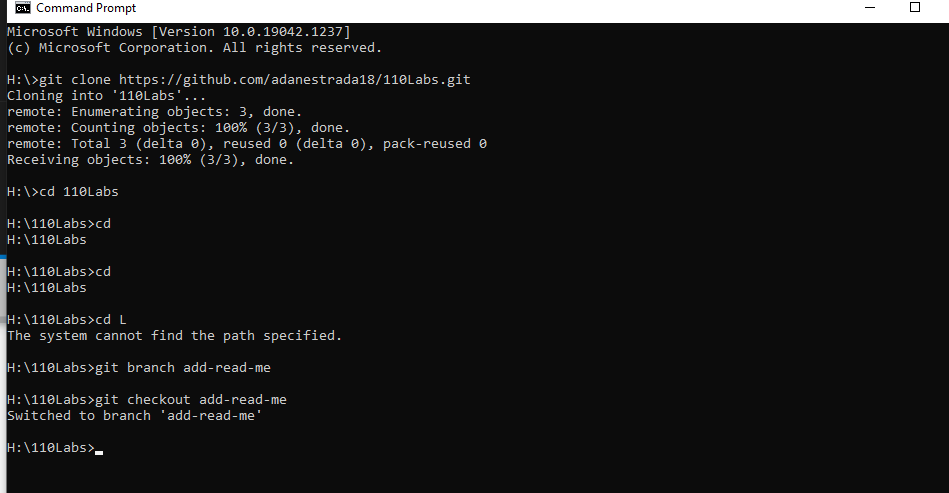 Command Prompt
Microsoft Windows [Version 10.0.19042.1237]
(c) Microsoft Corporation. All rights reserved.
H:\>git clone https://github.com/adanestrada18/110Labs.git
Cloning into '110Labs'...
remote: Enumerating objects: 3, done.
remote: Counting objects: 100% (3/3), done.
remote: Total 3 (delta 0), reused 0 (delta 0), pack-reused 0
Receiving objects: 100% (3/3), done.
H:\>cd 110Labs
H:\110Labs>cd
H:\110Labs
H:\110Labs>cd
H:\110Labs
H:\110Labs>cd L
The system cannot find the path specified.
H:\110Labs>git branch add-read-me
H:\110Labs>git checkout add-read-me
Switched to branch 'add-read-me'
H:\110Labs>